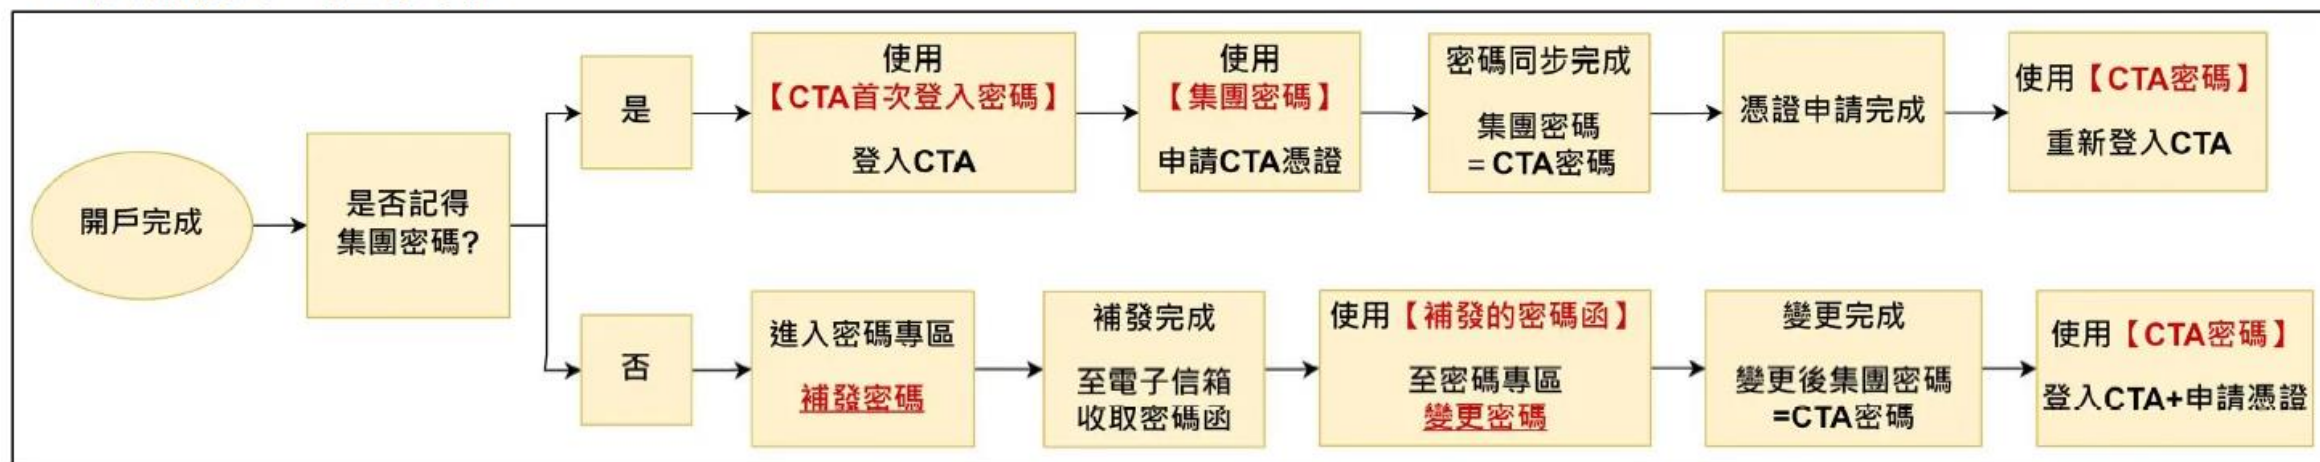 開戶完成
是否記得
集團密碼?
是
使用
【CTA首次登入密碼】
登入CTA
使用
【集團密碼】
申請CTA憑證
密碼同步完成
集團密碼
= CTA密碼
憑證申請完成
使用【CTA密碼】
重新登入CTA
否
進入密碼專區
補發密碼
補發完成
至電子信箱
收取密碼函
使用【補發的密碼函】
至密碼專區
變更密碼
變更完成
變更後集團密碼
=CTA密碼
使用【CTA密碼】
登入CTA+申請憑證